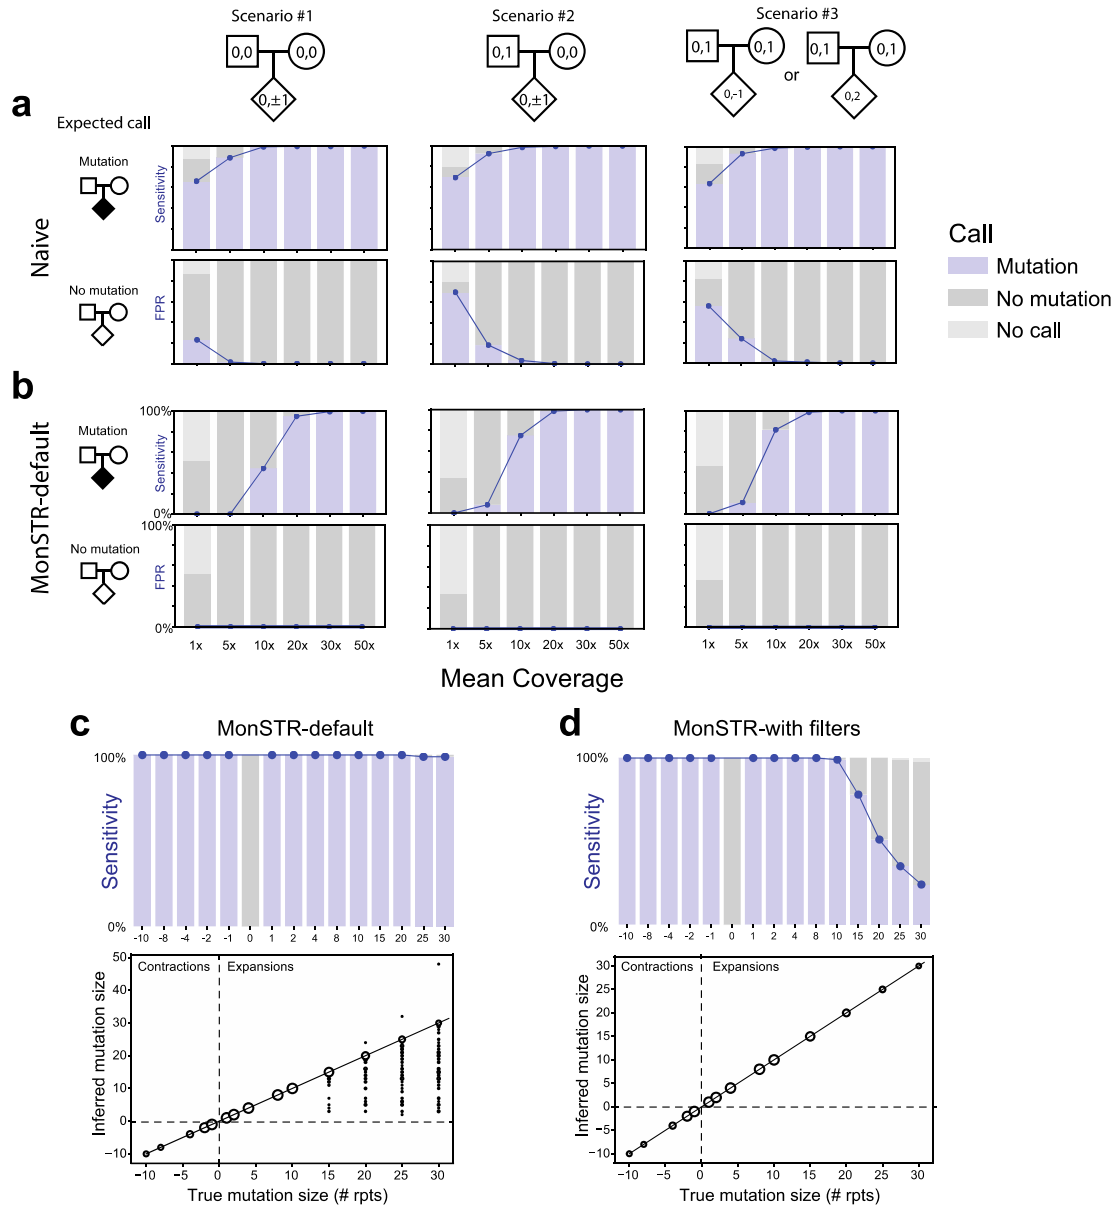 Scenario #1
Scenario #2
Scenario #3
0,0
0,0
0,1
0,0
0,1
0,1
0,1
0,1
or
0,±1
0,±1
0,-1
0,2
a
Expected call
Naive
Mutation
Sensitivity
No mutation
FPR
Call
Mutation
No mutation
No call
b
MonSTR-default
Mutation
100%
Sensitivity
0%
No mutation
100%
FPR
0%
1x 5x 10x 20x 30x 50x
1x 5x 10x 20x 30x 50x
1x 5x 10x 20x 30x 50x
Mean Coverage
c
MonSTR-default
100%
Sensitivity
0%
-10 -8 -4 -2 -1 0 1 2 4 8 10 15 20 25 30
Contractions
Expansions
Inferred mutation size
50
40
30
20
10
0
−10
−10 −5 0 5 10 15 20 25 30
True mutation size (# rpts)
d
MonSTR-with filters
100%
Sensitivity
0%
-10 -8 -4 -2 -1 0 1 2 4 8 10 15 20 25 30
Contractions
Expansions
Inferred mutation size
30
25
20
15
10
5
0
−5
−10
−10 −5 0 5 10 15 20 25 30
True mutation size (# rpts)